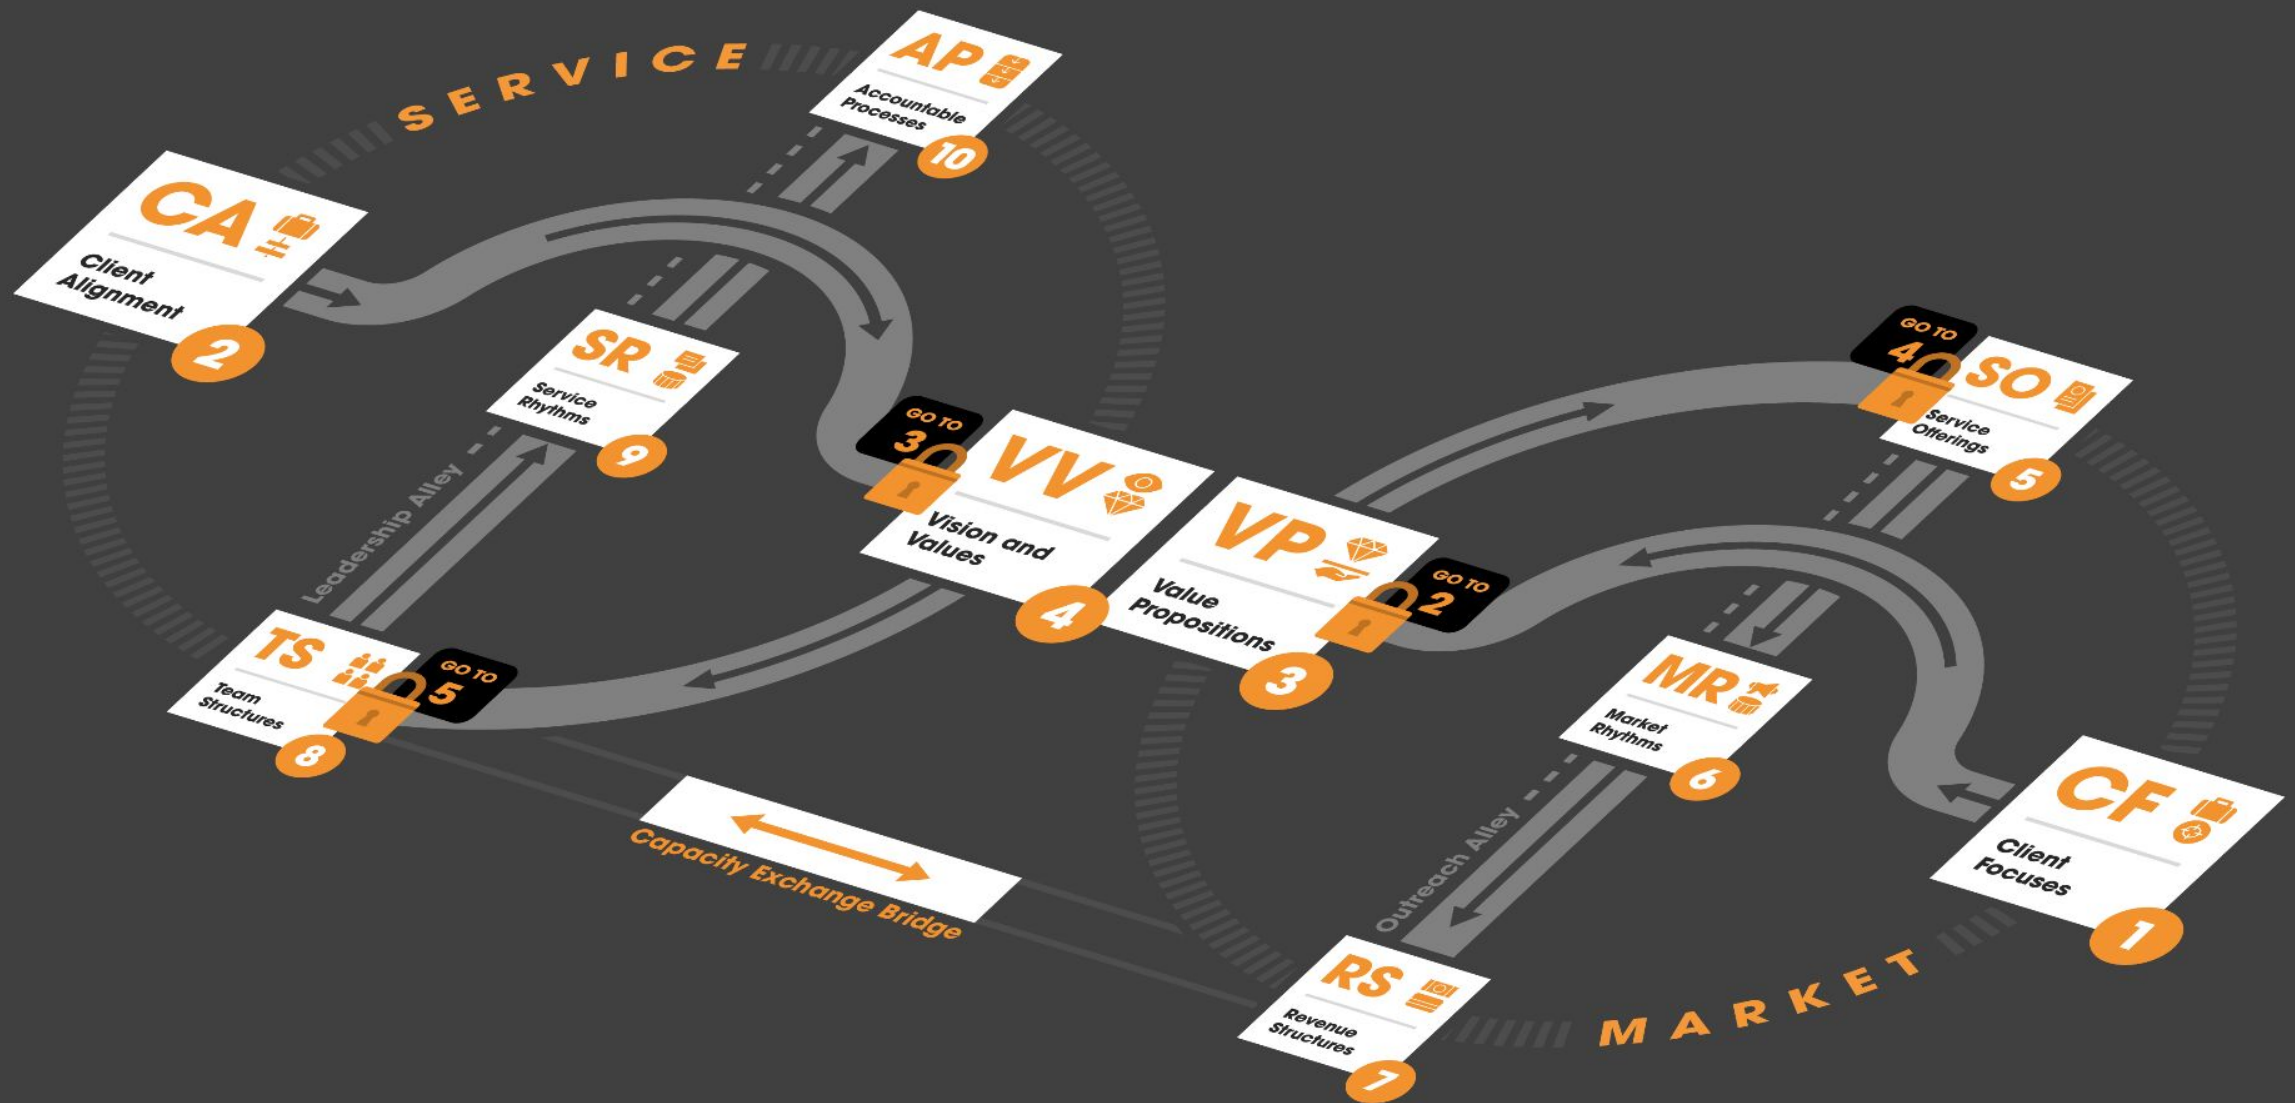 SERVICE
AP
Accountable
Processes
10
CA
Client
Alignment
2
SR
Service
Rhythms
9
Leadership Alley
GO TO
3
VV
Vision and
Values
4
VP
Value
Propositions
3
GO TO
2
GO TO
4
SO
Service
Offerings
5
TS
Team
Structures
8
GO TO
5
MR
Market
Rhythms
6
CF
Client
Focuses
1
Capacity Exchange Bridge
Outreach Alley
RS
Revenue
Structures
7
MARKET